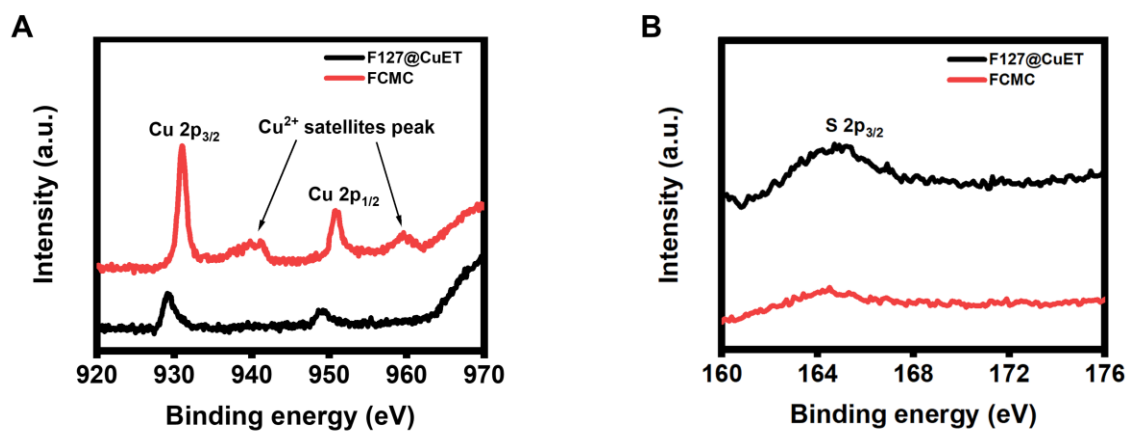 A
F127@CuET
FCMC
Cu 2p3/2
Cu2+ satellites peak
Cu 2p1/2
Intensity (a.u.)
920 930 940 950 960 970
Binding energy (eV)
B
F127@CuET
FCMC
S 2p3/2
Intensity (a.u.)
160 164 168 172 176
Binding energy (eV)